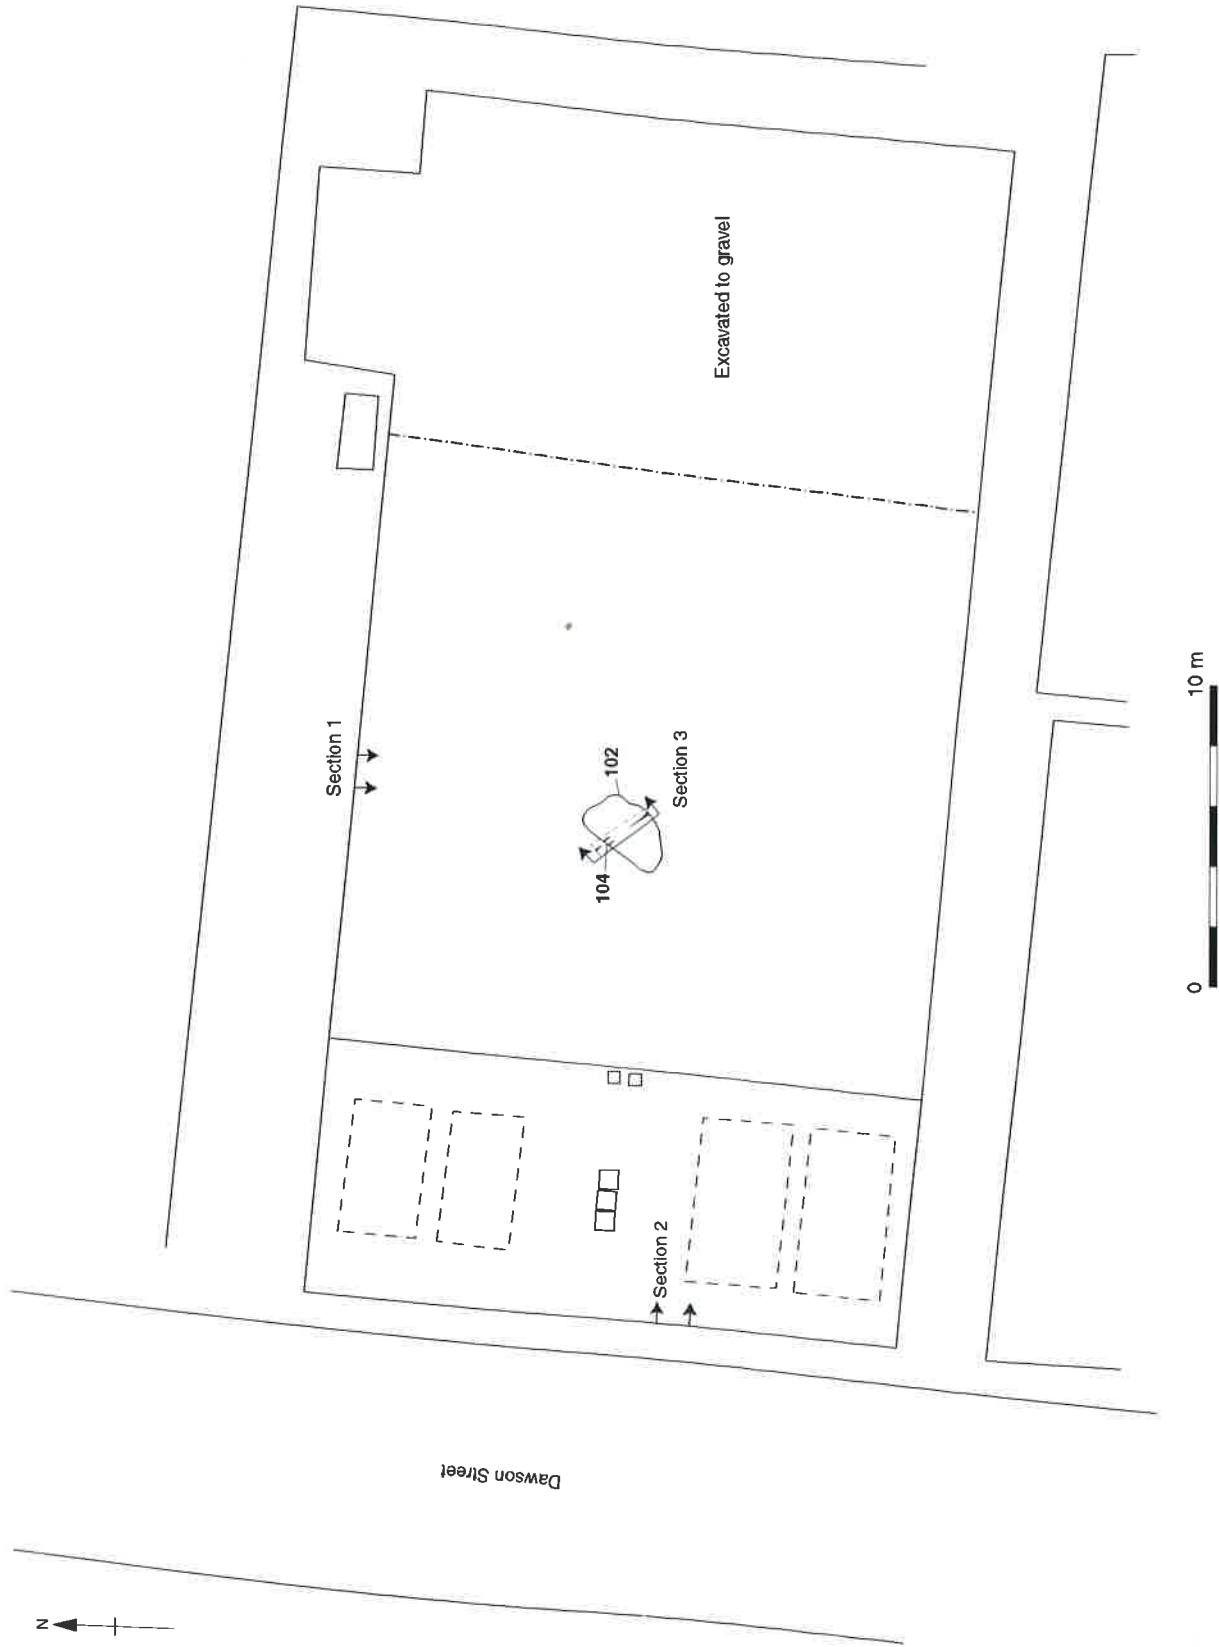 Excavated to gravel
Section 1
102
Section 3
104
Section 2
Dawson Street
0
10 m
N